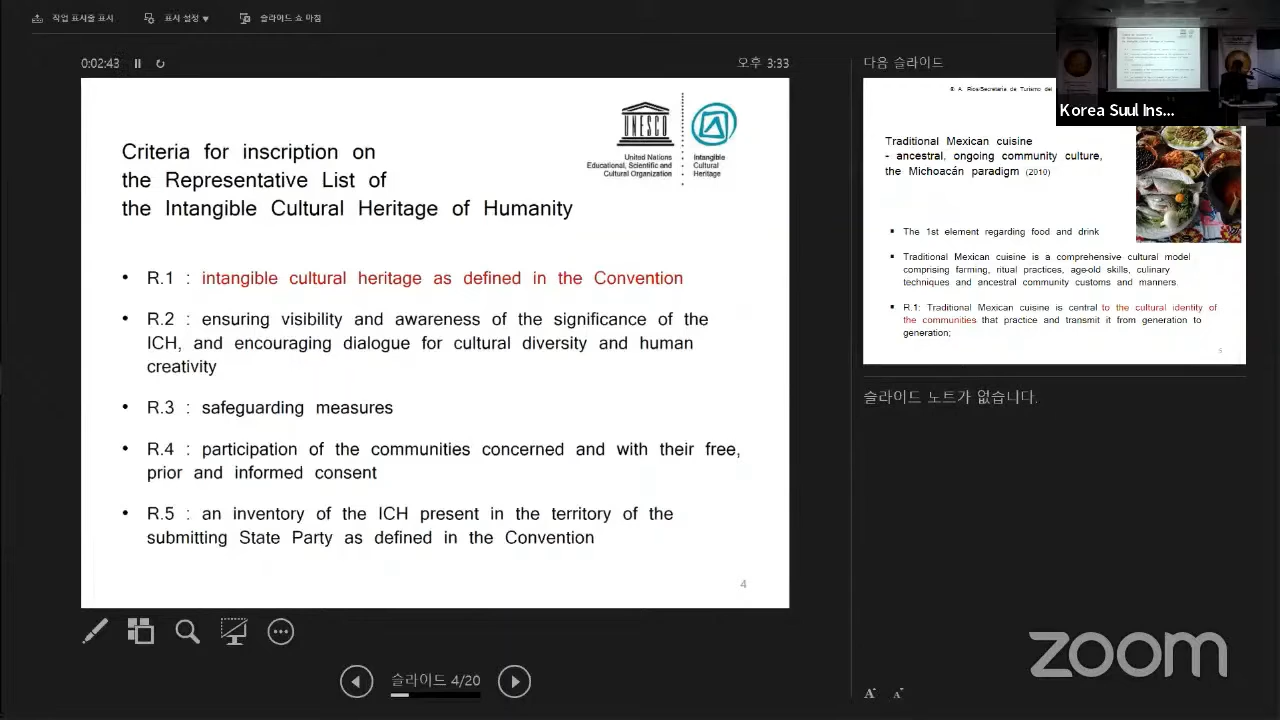 작업 표시줄 표시
표시 설정 ▼
슬라이드 쇼 마침
0:02:43
오후 3:33
UNESCO
United Nations
Educational, Scientific and
Cultural Organization
Intangible
Cultural
Heritage
Criteria for inscription on
the Representative List of
the Intangible Cultural Heritage of Humanity
• R.1 : intangible cultural heritage as defined in the Convention
• R.2 : ensuring visibility and awareness of the significance of the
ICH, and encouraging dialogue for cultural diversity and human
creativity
• R.3 : safeguarding measures
• R.4 : participation of the communities concerned and with their free,
prior and informed consent
• R.5 : an inventory of the ICH present in the territory of the
submitting State Party as defined in the Convention
4
슬라이드 4/20
음 슬라이드
Korea Suul Ins...
© A. Ríos/Secretaría de Turismo del
Traditional Mexican cuisine
- ancestral, ongoing community culture,
the Michoacán paradigm (2010)
▪ The 1st element regarding food and drink
▪ Traditional Mexican cuisine is a comprehensive cultural model
comprising farming, ritual practices, age-old skills, culinary
techniques and ancestral community customs and manners.
▪ R.1: Traditional Mexican cuisine is central to the cultural identity of
the communities that practice and transmit it from generation to
generation;
5
슬라이드 노트가 없습니다.
A A
zoom